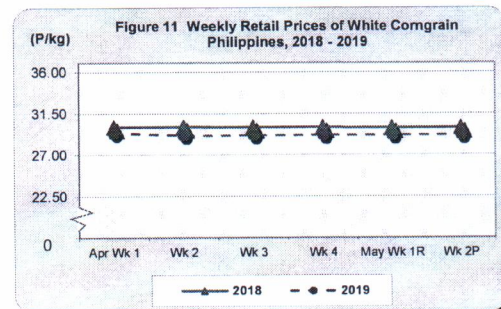 Figure 11 Weekly Retail Prices of White Comgrain
Philippines, 2018 - 2019
(P/kg)
36.00
31.50
27.00
22.50
0
Apr Wk 1 Wk 2 Wk 3 Wk 4 May Wk 1R Wk 2P
2018 2019